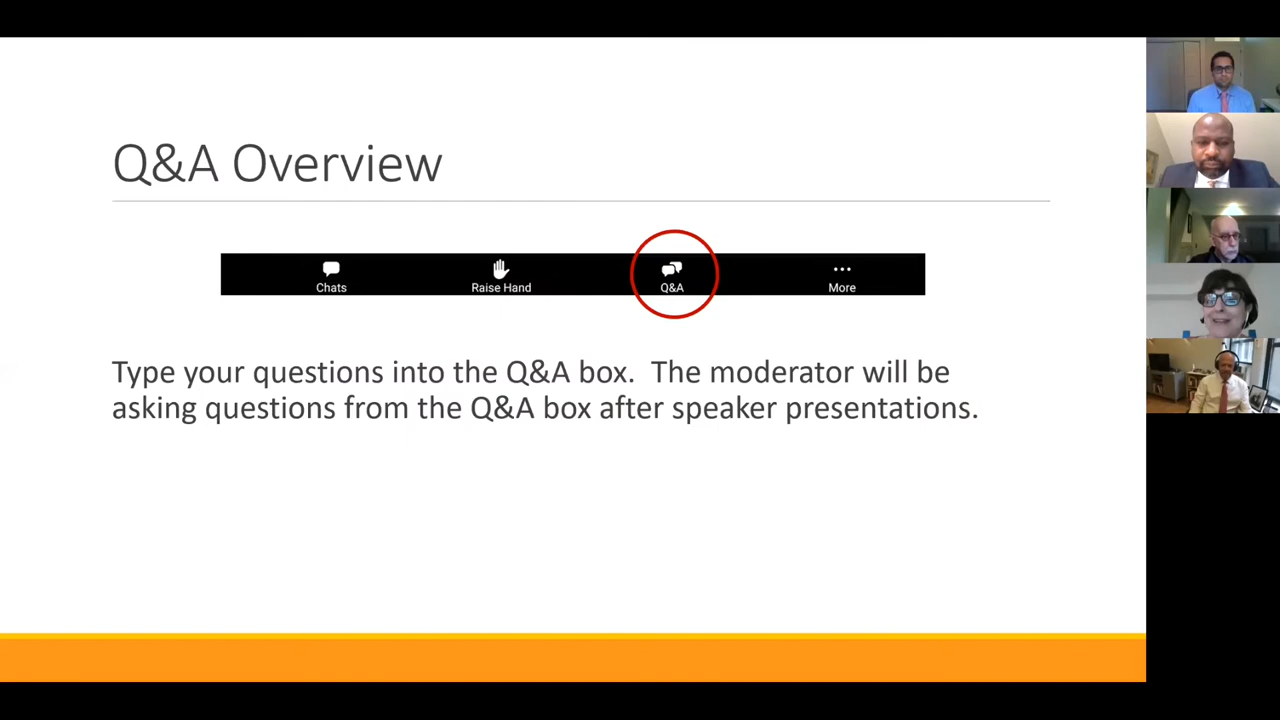 Q&A Overview
Chats Raise Hand Q&A More
Type your questions into the Q&A box.  The moderator will be
asking questions from the Q&A box after speaker presentations.